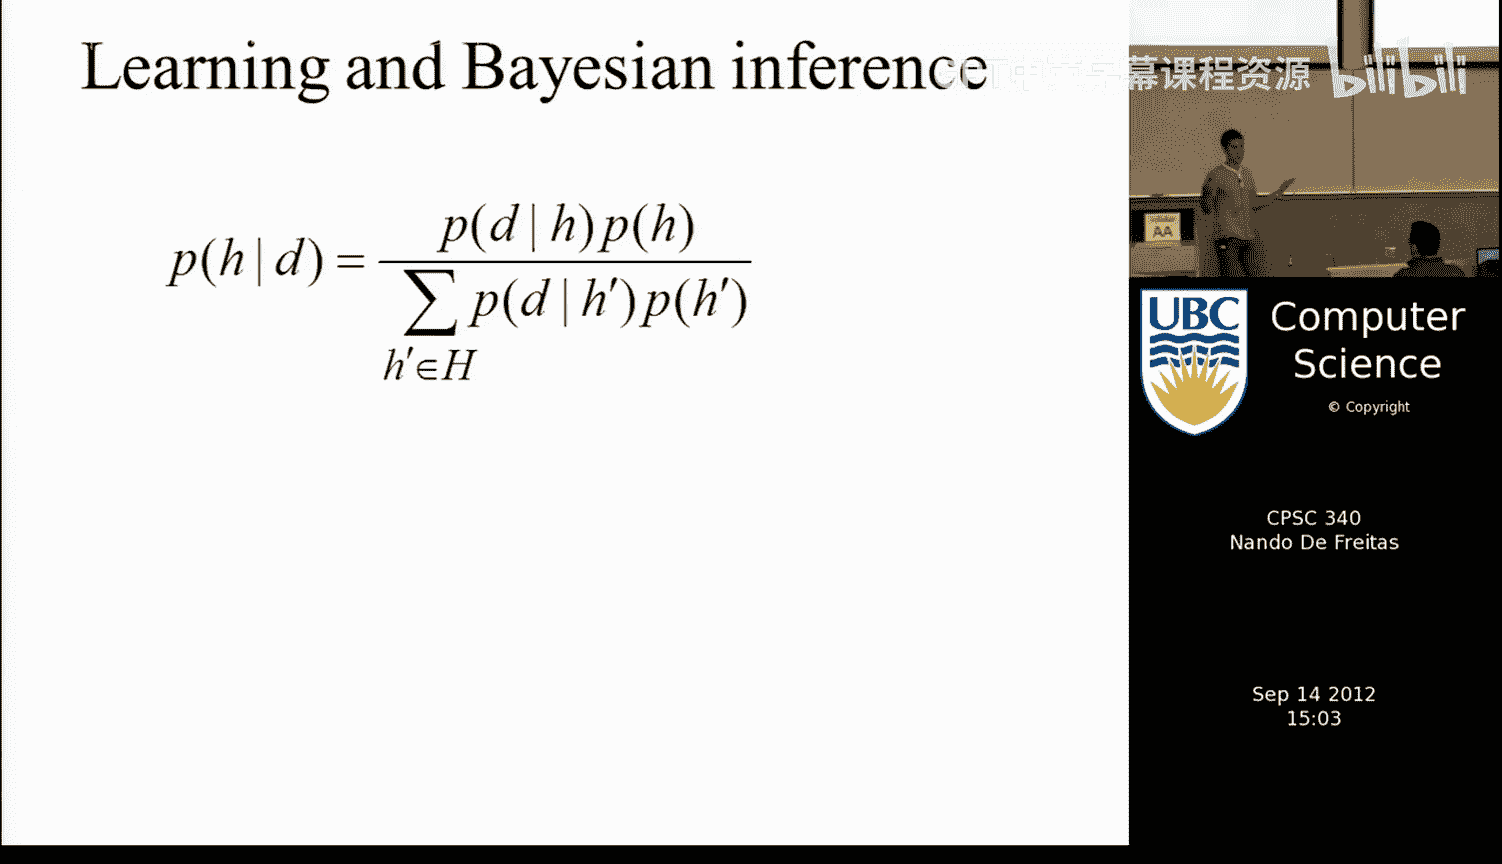 Learning and Bayesian inference
p(h | d) = p(d | h)p(h) / ∑ h′∈H p(d | h′)p(h′)
幕课程资源 bilibili
AA
UBC
Computer
Science
© Copyright
CPSC 340
Nando De Freitas
Sep 14 2012
15:03